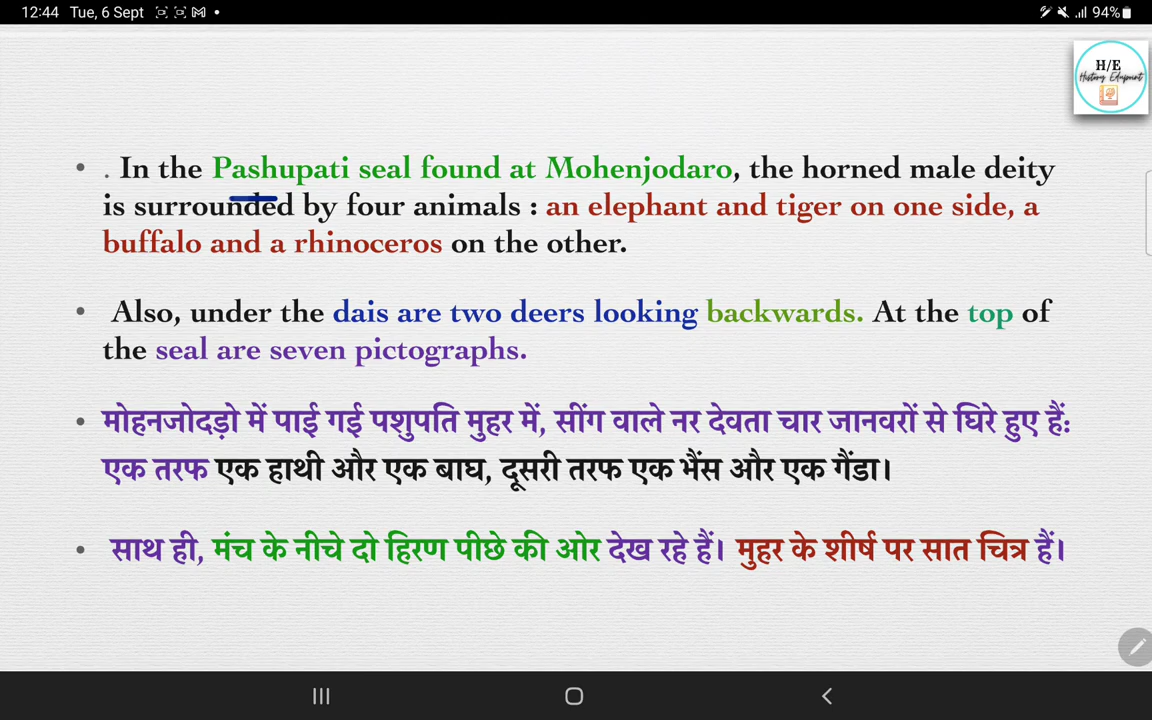 12:44 Tue, 6 Sept
94%
H/E
History Edupoint
. In the Pashupati seal found at Mohenjodaro, the horned male deity
is surrounded by four animals : an elephant and tiger on one side, a
buffalo and a rhinoceros on the other.
Also, under the dais are two deers looking backwards. At the top of
the seal are seven pictographs.
मोहनजोदड़ो में पाई गई पशुपति मुहर में, सींग वाले नर देवता चार जानवरों से घिरे हुए हैं:
एक तरफ एक हाथी और एक बाघ, दूसरी तरफ एक भैंस और एक गैंडा।
साथ ही, मंच के नीचे दो हिरण पीछे की ओर देख रहे हैं। मुहर के शीर्ष पर सात चित्र हैं।